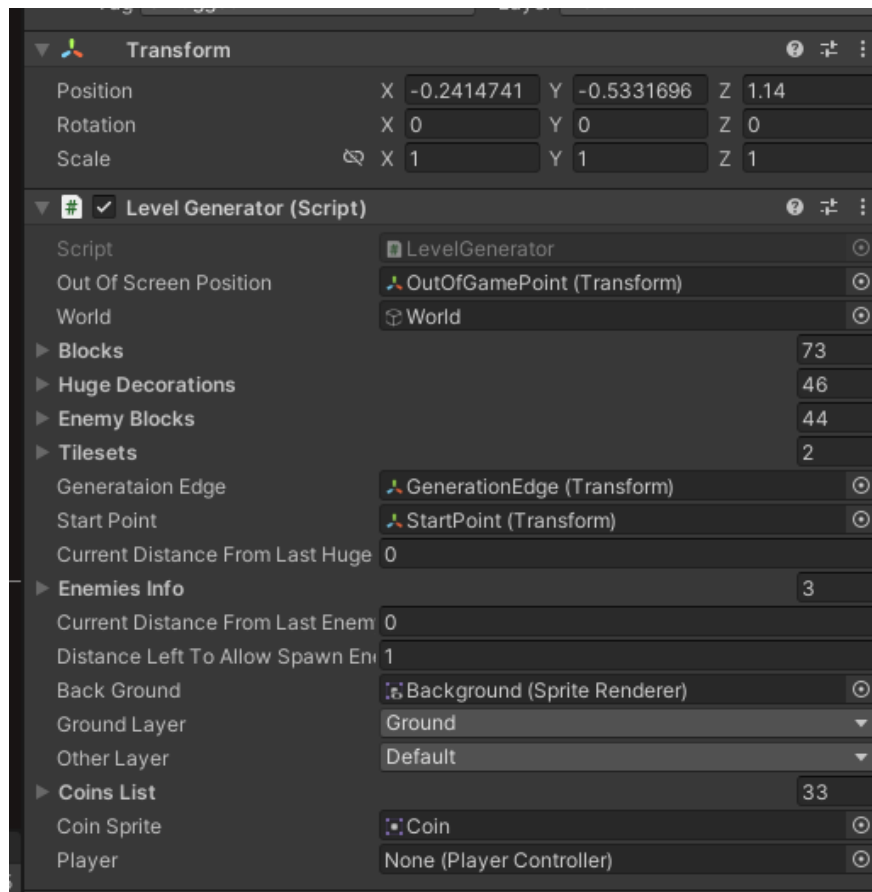 Transform
Position X -0.2414741 Y -0.5331696 Z 1.14
Rotation X 0 Y 0 Z 0
Scale X 1 Y 1 Z 1
# Level Generator (Script)
Script LevelGenerator
Out Of Screen Position OutOfGamePoint (Transform)
World World
Blocks 73
Huge Decorations 46
Enemy Blocks 44
Tilesets 2
Generataion Edge GenerationEdge (Transform)
Start Point StartPoint (Transform)
Current Distance From Last Huge 0
Enemies Info 3
Current Distance From Last Enem 0
Distance Left To Allow Spawn En 1
Back Ground Background (Sprite Renderer)
Ground Layer Ground
Other Layer Default
Coins List 33
Coin Sprite Coin
Player None (Player Controller)